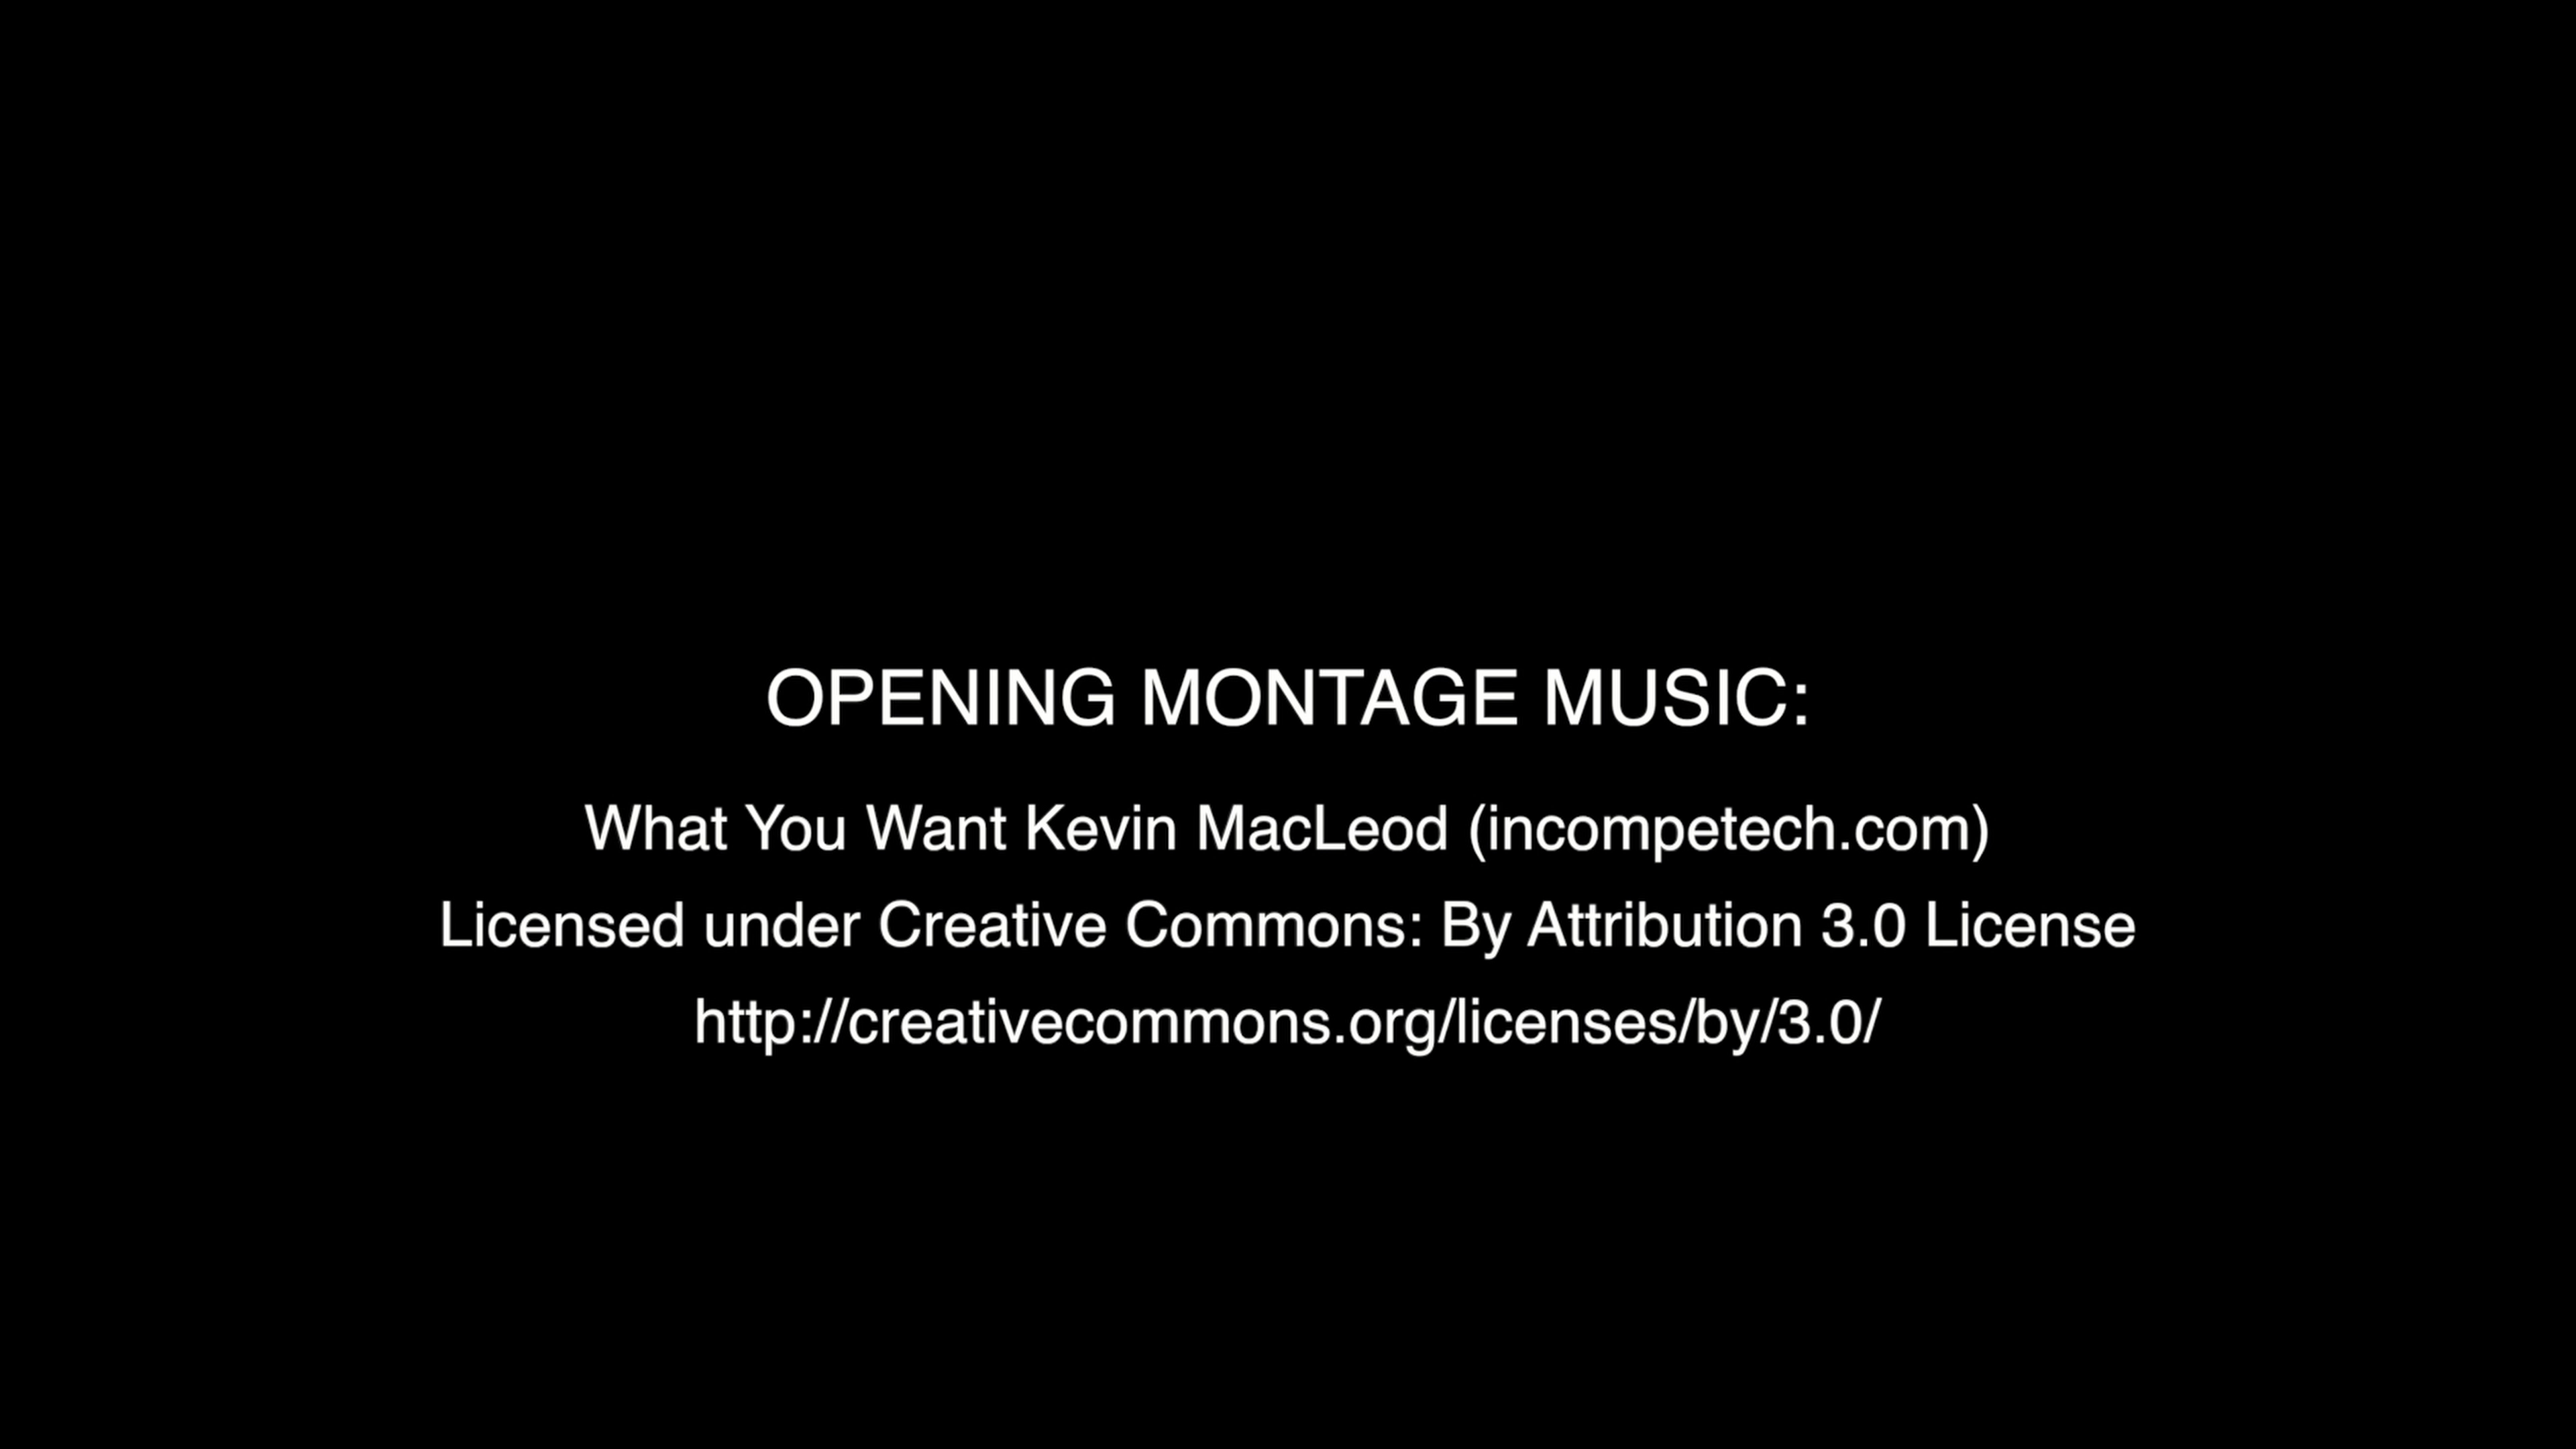 OPENING MONTAGE MUSIC:
What You Want Kevin MacLeod (incompetech.com)
Licensed under Creative Commons: By Attribution 3.0 License
http://creativecommons.org/licenses/by/3.0/